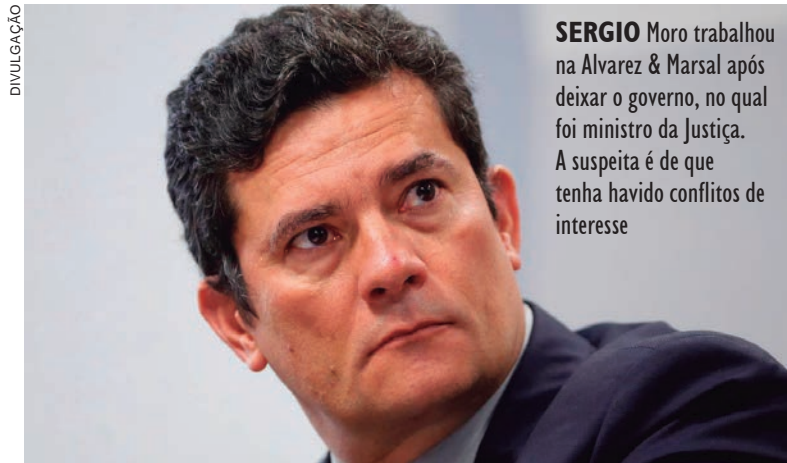 DIVULGAÇÃO
SERGIO Moro trabalhou
na Alvarez & Marsal após
deixar o governo, no qual
foi ministro da Justiça.
A suspeita é de que
tenha havido conflitos de
interesse